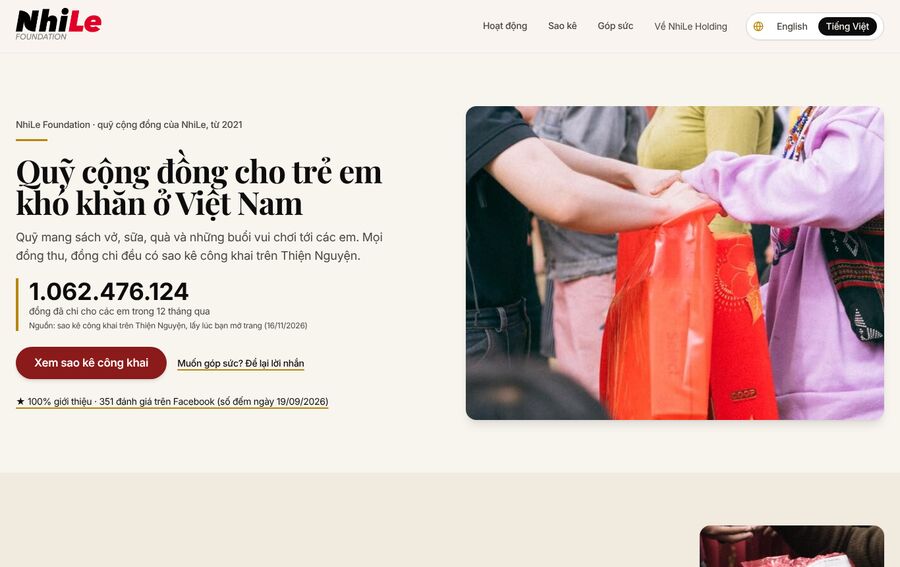 NhiLe
FOUNDATION
Hoạt động
Sao kê
Góp sức
Về NhiLe Holding
English
Tiếng Việt
NhiLe Foundation · quỹ cộng đồng của NhiLe, từ 2021
Quỹ cộng đồng cho trẻ em
khó khăn ở Việt Nam
Quỹ mang sách vở, sữa, quà và những buổi vui chơi tới các em. Mọi
đồng thu, đồng chi đều có sao kê công khai trên Thiện Nguyện.
1.062.476.124
đồng đã chi cho các em trong 12 tháng qua
Nguồn: sao kê công khai trên Thiện Nguyện, lấy lúc bạn mở trang (16/11/2026)
Xem sao kê công khai
Muốn góp sức? Để lại lời nhắn
★ 100% giới thiệu · 351 đánh giá trên Facebook (số đếm ngày 19/09/2026)